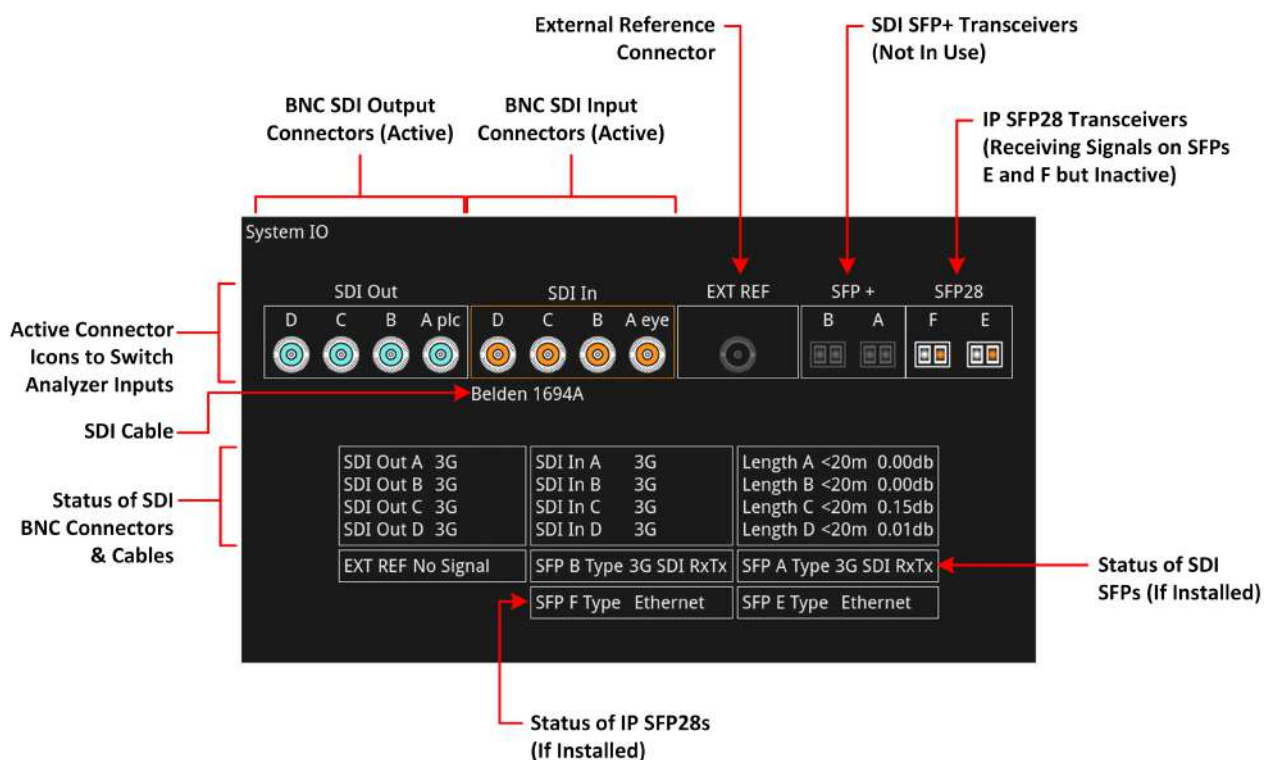 External Reference
Connector
SDI SFP+ Transceivers
(Not In Use)
BNC SDI Output
Connectors (Active)
BNC SDI Input
Connectors (Active)
IP SFP28 Transceivers
(Receiving Signals on SFPs
E and F but Inactive)
System IO
SDI Out
SDI In
EXT REF
SFP +
SFP28
D C B A plc
D C B A eye
B A
F E
Active Connector
Icons to Switch
Analyzer Inputs
Belden 1694A
SDI Cable
SDI Out A 3G
SDI Out B 3G
SDI Out C 3G
SDI Out D 3G
SDI In A 3G
SDI In B 3G
SDI In C 3G
SDI In D 3G
Length A <20m 0.00db
Length B <20m 0.00db
Length C <20m 0.15db
Length D <20m 0.01db
Status of SDI
BNC Connectors
& Cables
EXT REF No Signal
SFP B Type 3G SDI RxTx
SFP A Type 3G SDI RxTx
Status of SDI
SFPs (If Installed)
SFP F Type Ethernet
SFP E Type Ethernet
Status of IP SFP28s
(If Installed)